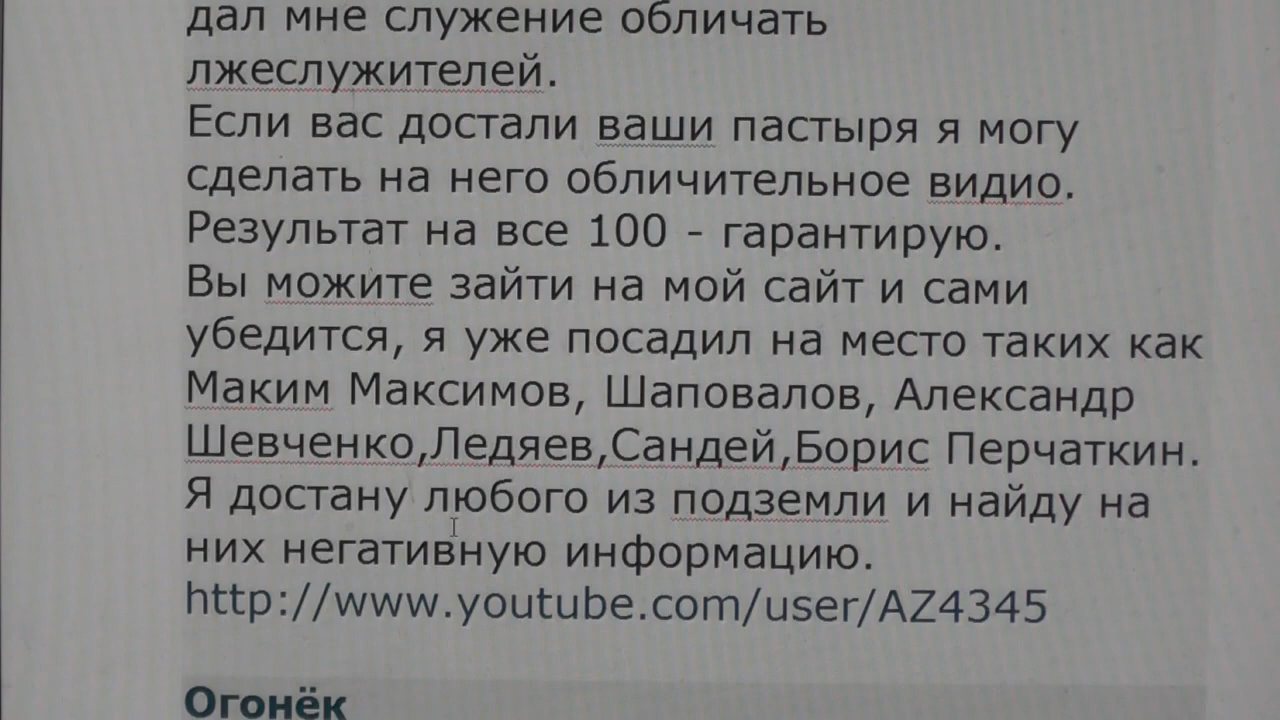 дал мне служение обличать
лжеслужителей.
Если вас достали ваши пастыря я могу
сделать на него обличительное видио.
Результат на все 100 - гарантирую.
Вы можите зайти на мой сайт и сами
убедится, я уже посадил на место таких как
Маким Максимов, Шаповалов, Александр
Шевченко,Ледяев,Сандей,Борис Перчаткин.
Я достану любого из подземли и найду на
них негативную информацию.
http://www.youtube.com/user/AZ4345
Огонёк